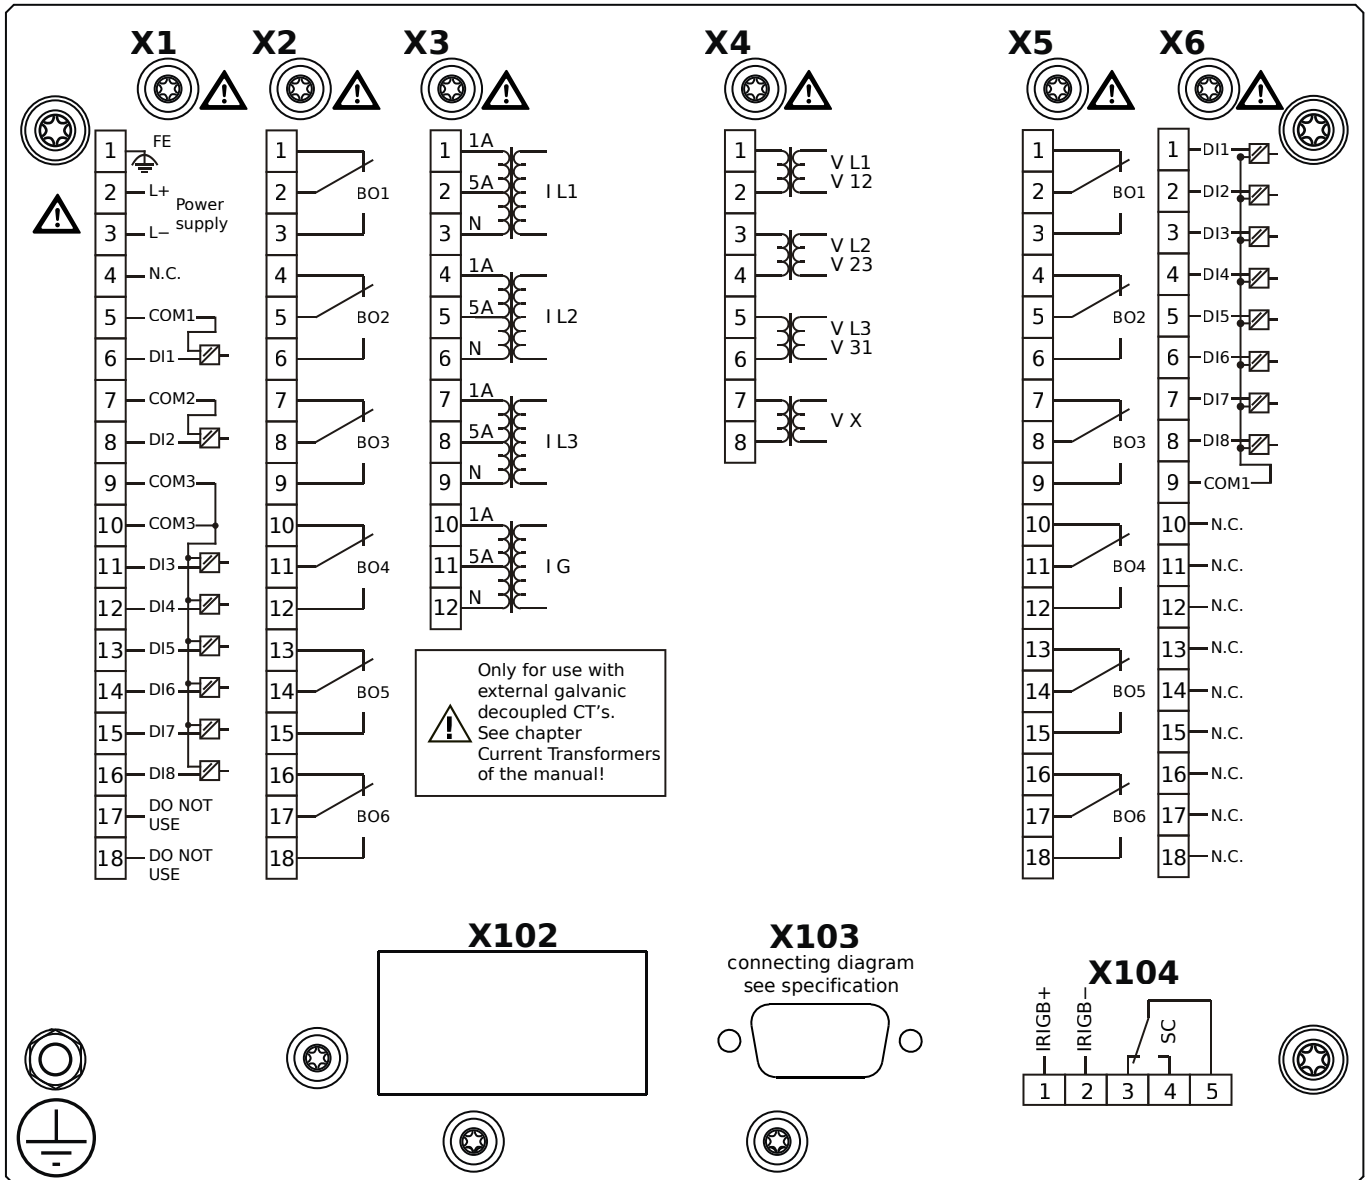 X1
X2
X3
X4
X5
X6
1 FE
2 L+
Power
supply
3 L−
4 N.C.
5 COM1
6 DI1
7 COM2
8 DI2
9 COM3
10 COM3
11 DI3
12 DI4
13 DI5
14 DI6
15 DI7
16 DI8
17 DO NOT
USE
18 DO NOT
USE
1
2 BO1
3
4
5 BO2
6
7
8 BO3
9
10
11 BO4
12
13
14 BO5
15
16
17 BO6
18
1 1A
2 5A I L1
3 N
4 1A
5 5A I L2
6 N
7 1A
8 5A I L3
9 N
10 1A
11 5A I G
12 N
Only for use with
external galvanic
decoupled CT's.
See chapter
Current Transformers
of the manual!
1 V L1
2 V 12
3 V L2
4 V 23
5 V L3
6 V 31
7 V X
8
1
2 BO1
3
4
5 BO2
6
7
8 BO3
9
10
11 BO4
12
13
14 BO5
15
16
17 BO6
18
1 DI1
2 DI2
3 DI3
4 DI4
5 DI5
6 DI6
7 DI7
8 DI8
9 COM1
10 N.C.
11 N.C.
12 N.C.
13 N.C.
14 N.C.
15 N.C.
16 N.C.
17 N.C.
18 N.C.
X102
X103
connecting diagram
see specification
X104
IRIGB+
IRIGB−
SC
1 2 3 4 5